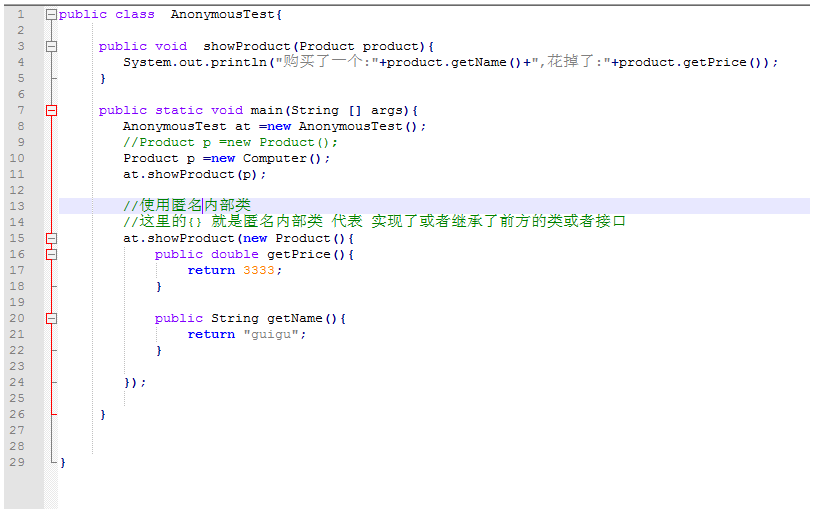 1 public class  AnonymousTest{
2
3     public void  showProduct(Product product){
4        System.out.println("购买了一个:"+product.getName()+",花掉了:"+product.getPrice());
5     }
6
7     public static void main(String [] args){
8        AnonymousTest at =new AnonymousTest();
9        //Product p =new Product();
10        Product p =new Computer();
11        at.showProduct(p);
12
13        //使用匿名内部类
14        //这里的{} 就是匿名内部类 代表 实现了或者继承了前方的类或者接口
15        at.showProduct(new Product(){
16            public double getPrice(){
17                return 3333;
18            }
19
20            public String getName(){
21                return "guigu";
22            }
23
24        });
25
26     }
27
28
29 }